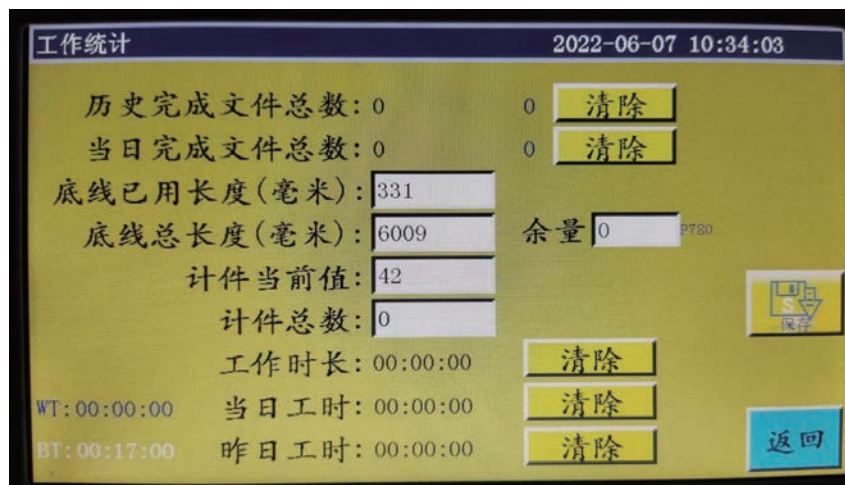 工作统计 2022-06-07 10:34:03
历史完成文件总数: 0 0 清除
当日完成文件总数: 0 0 清除
底线已用长度(毫米): 331
底线总长度(毫米): 6009 余量 0 P780
计件当前值: 42
计件总数: 0
S 保存
工作时长: 00:00:00 清除
WT:00:00:00 当日工时: 00:00:00 清除
BT:00:17:00 昨日工时: 00:00:00 清除
返回